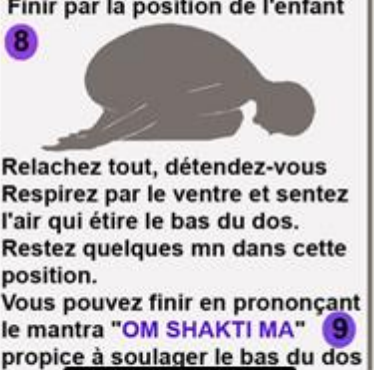 Finir par la position de l'enfant
8
Relachez tout, détendez-vous
Respirez par le ventre et sentez
l'air qui étire le bas du dos.
Restez quelques mn dans cette
position.
Vous pouvez finir en prononçant
le mantra "OM SHAKTI MA" 9
propice à soulager le bas du dos